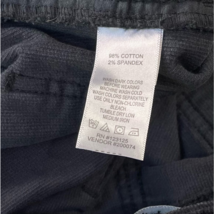 98% COTTON
2% SPANDEX
WASH DARK COLORS
BEFORE WEARING
MACHINE WASH COLD
WASH COLORS SEPARATELY
USE ONLY NON-CHLORINE
BLEACH
TUMBLE DRY LOW
MEDIUM IRON
VENDOR